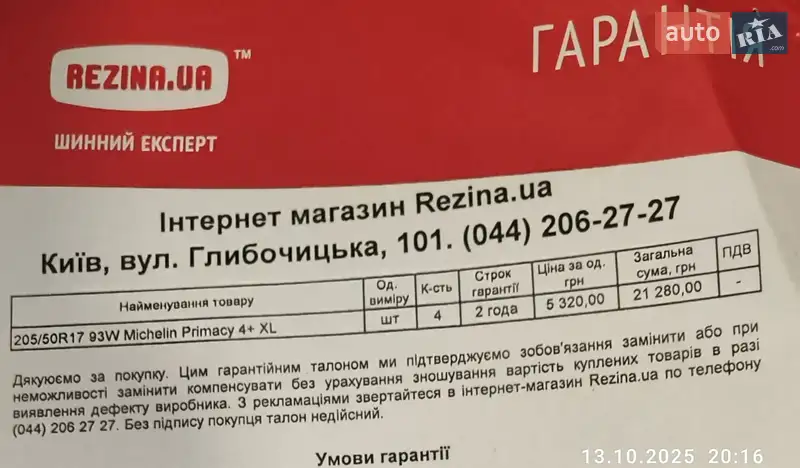 ГАРАНТІЯ
auto RIA.com
REZINA.UA™
ШИННИЙ ЕКСПЕРТ
Інтернет магазин Rezina.ua
Київ, вул. Глибочицька, 101. (044) 206-27-27
Найменування товару Од. виміру К-сть Строк гарантії Ціна за од. грн Загальна сума, грн ПДВ
205/50R17 93W Michelin Primacy 4+ XL шт 4 2 года 5 320,00 21 280,00 -
Дякуюємо за покупку. Цим гарантійним талоном ми підтверджуємо зобов'язання замінити або при
неможливості замінити компенсувати без урахування зношування вартість куплених товарів в разі
виявлення дефекту виробника. З рекламаціями звертайтеся в інтернет-магазин Rezina.ua по телефону
(044) 206 27 27. Без підпису покупця талон недійсний.
Умови гарантії
13.10.2025 20:16